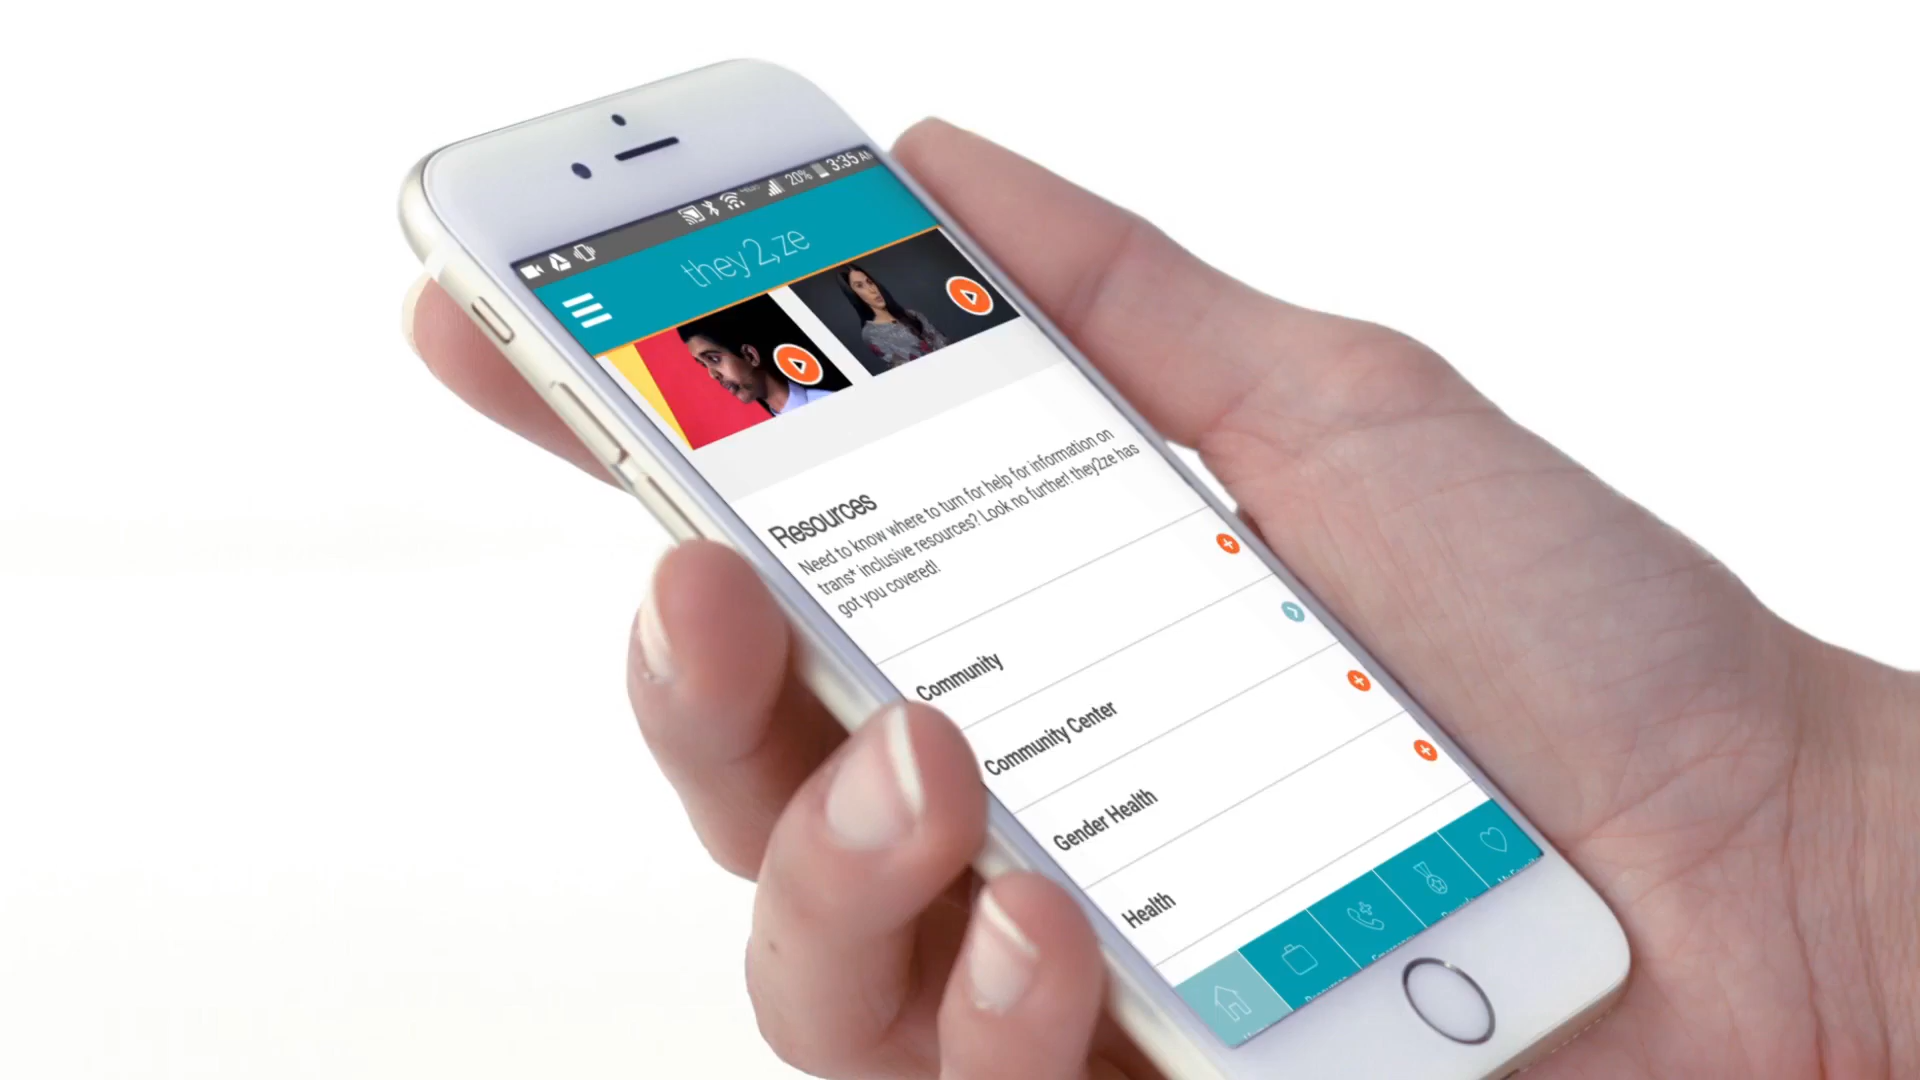 20% 3:35 AM
they2ze
Resources
Need to know where to turn for help for information on
trans* inclusive resources? Look no further! they2ze has
got you covered!
Community
Community Center
Gender Health
Health